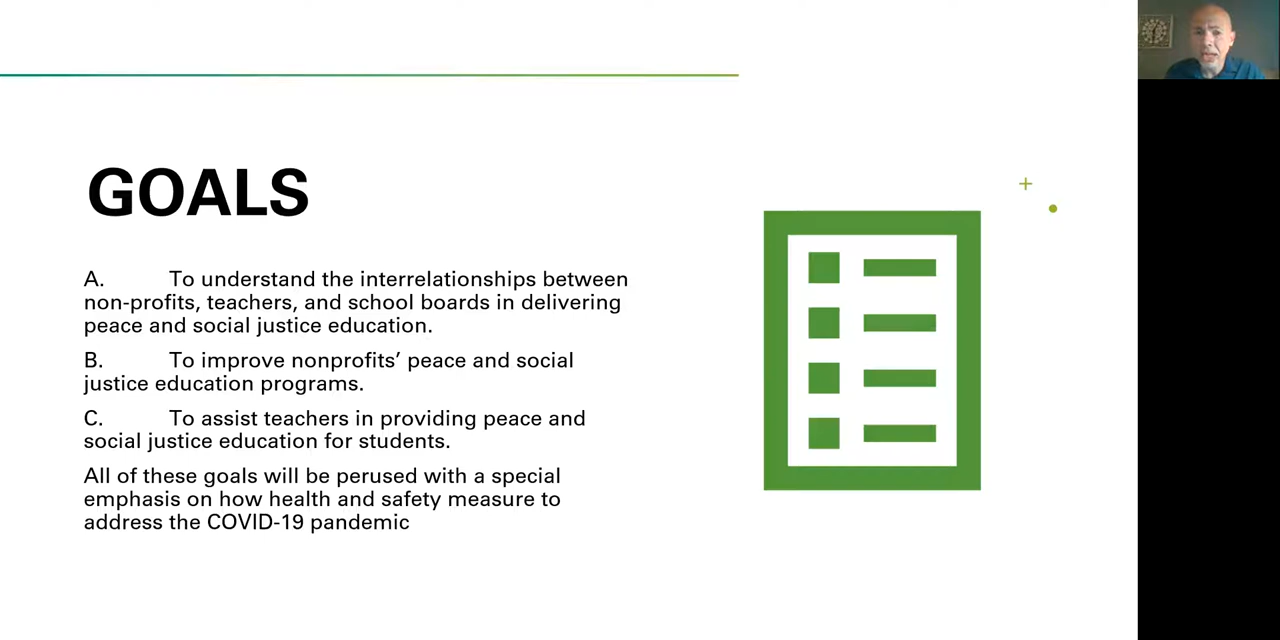 GOALS
A. To understand the interrelationships between
non-profits, teachers, and school boards in delivering
peace and social justice education.
B. To improve nonprofits’ peace and social
justice education programs.
C. To assist teachers in providing peace and
social justice education for students.
All of these goals will be perused with a special
emphasis on how health and safety measure to
address the COVID-19 pandemic